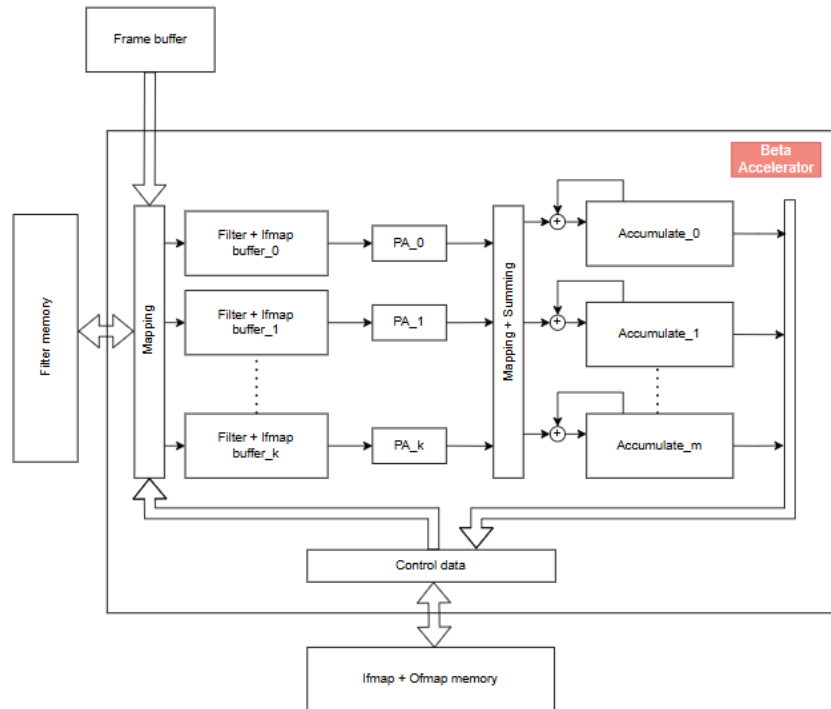 Frame buffer
Beta
Accelerator
Filter memory
Mapping
Filter + Ifmap
buffer_0
PA_0
Mapping + Summing
+
Accumulate_0
Filter + Ifmap
buffer_1
PA_1
+
Accumulate_1
Filter + Ifmap
buffer_k
PA_k
+
Accumulate_m
Control data
Ifmap + Ofmap memory